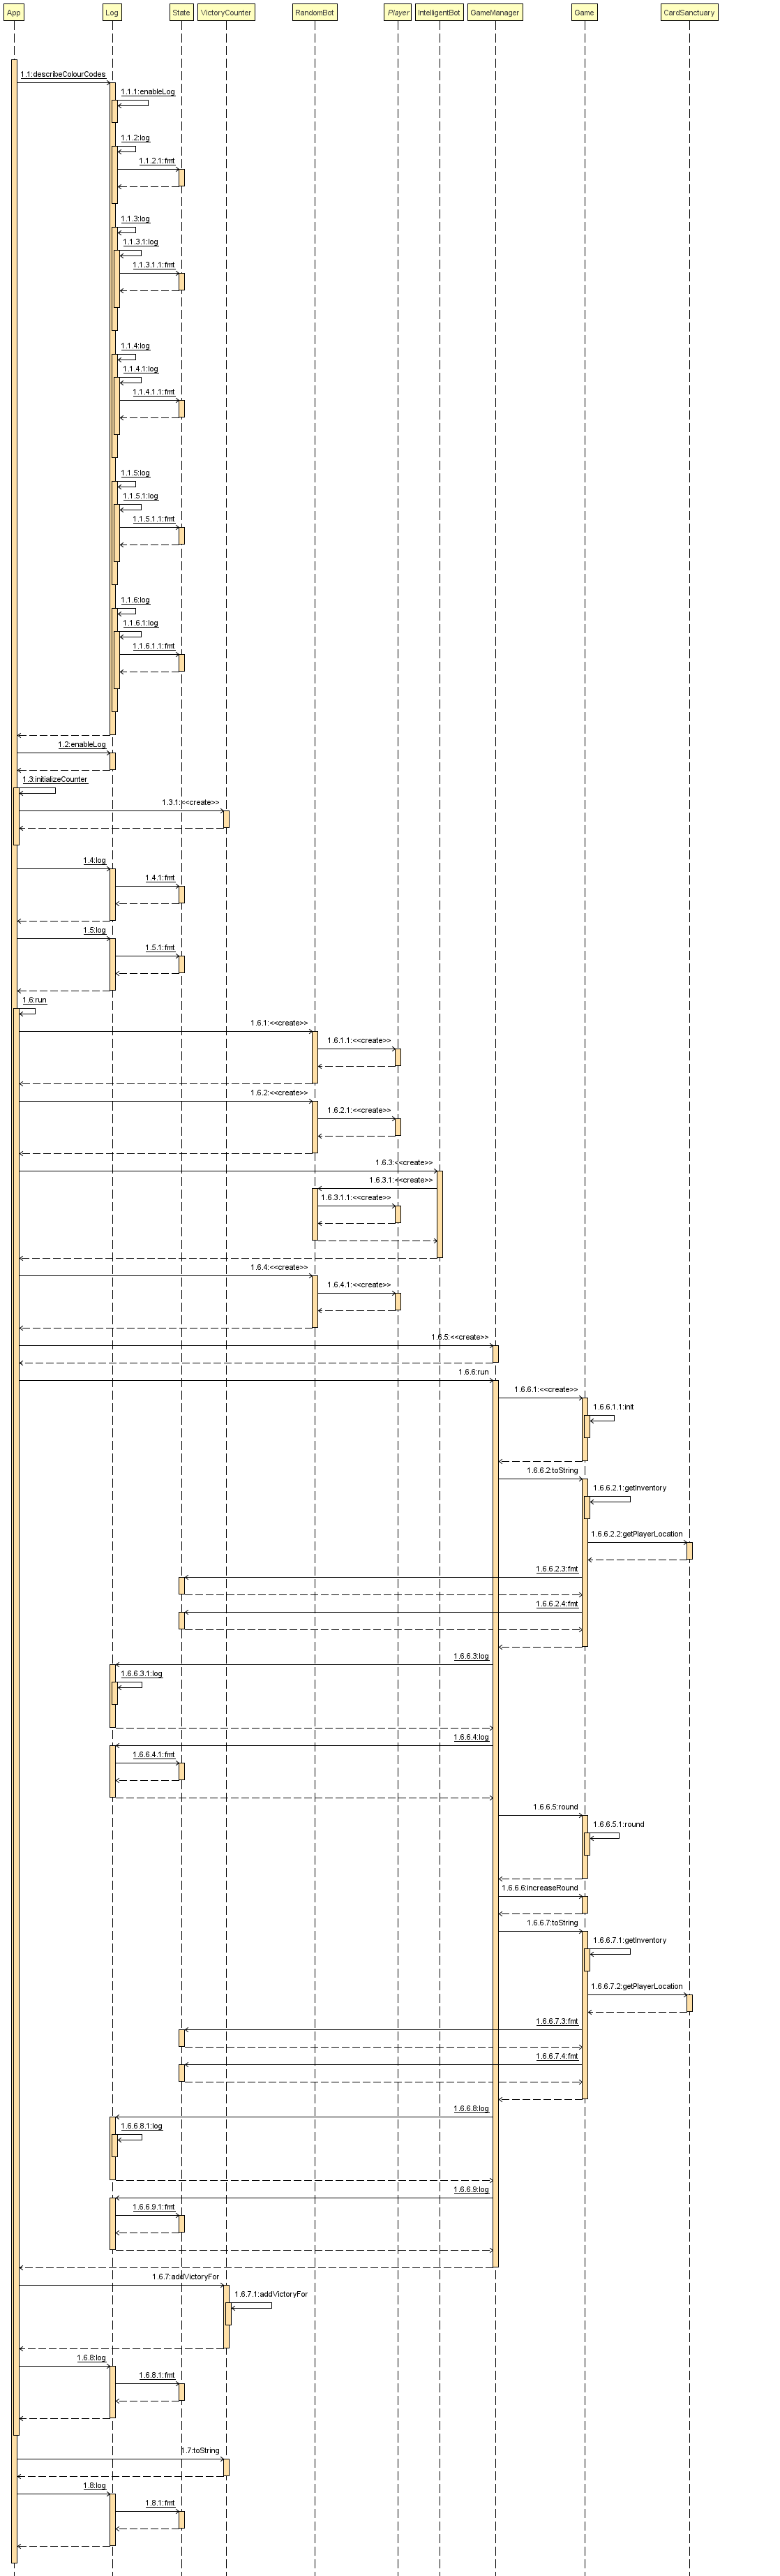 App Log State VictoryCounter RandomBot Player IntelligentBot GameManager Game CardSanctuary
1.1:describeColourCodes
1.1.1:enableLog
1.1.2:log
1.1.2.1:fmt
1.1.3:log
1.1.3.1:log
1.1.3.1.1:fmt
1.1.4:log
1.1.4.1:log
1.1.4.1.1:fmt
1.1.5:log
1.1.5.1:log
1.1.5.1.1:fmt
1.1.6:log
1.1.6.1:log
1.1.6.1.1:fmt
1.2:enableLog
1.3:initializeCounter
1.3.1:<<create>>
1.4:log
1.4.1:fmt
1.5:log
1.5.1:fmt
1.6:run
1.6.1:<<create>>
1.6.1.1:<<create>>
1.6.2:<<create>>
1.6.2.1:<<create>>
1.6.3:<<create>>
1.6.3.1:<<create>>
1.6.3.1.1:<<create>>
1.6.4:<<create>>
1.6.4.1:<<create>>
1.6.5:<<create>>
1.6.6:run
1.6.6.1:<<create>>
1.6.6.1.1:init
1.6.6.2:toString
1.6.6.2.1:getInventory
1.6.6.2.2:getPlayerLocation
1.6.6.2.3:fmt
1.6.6.2.4:fmt
1.6.6.3:log
1.6.6.3.1:log
1.6.6.4:log
1.6.6.4.1:fmt
1.6.6.5:round
1.6.6.5.1:round
1.6.6.6:increaseRound
1.6.6.7:toString
1.6.6.7.1:getInventory
1.6.6.7.2:getPlayerLocation
1.6.6.7.3:fmt
1.6.6.7.4:fmt
1.6.6.8:log
1.6.6.8.1:log
1.6.6.9:log
1.6.6.9.1:fmt
1.6.7:addVictoryFor
1.6.7.1:addVictoryFor
1.6.8:log
1.6.8.1:fmt
1.7:toString
1.8:log
1.8.1:fmt